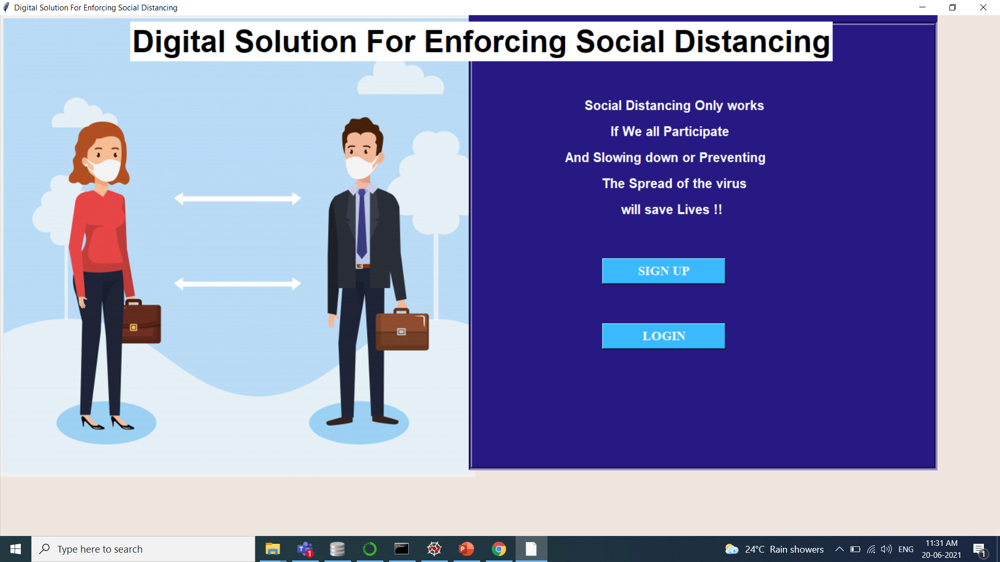 Digital Solution For Enforcing Social Distancing
Digital Solution For Enforcing Social Distancing
Social Distancing Only works
If We all Participate
And Slowing down or Preventing
The Spread of the virus
will save Lives !!
SIGN UP
LOGIN
Type here to search
T
1
P
24°C Rain showers
ENG
11:31 AM
20-06-2021
1